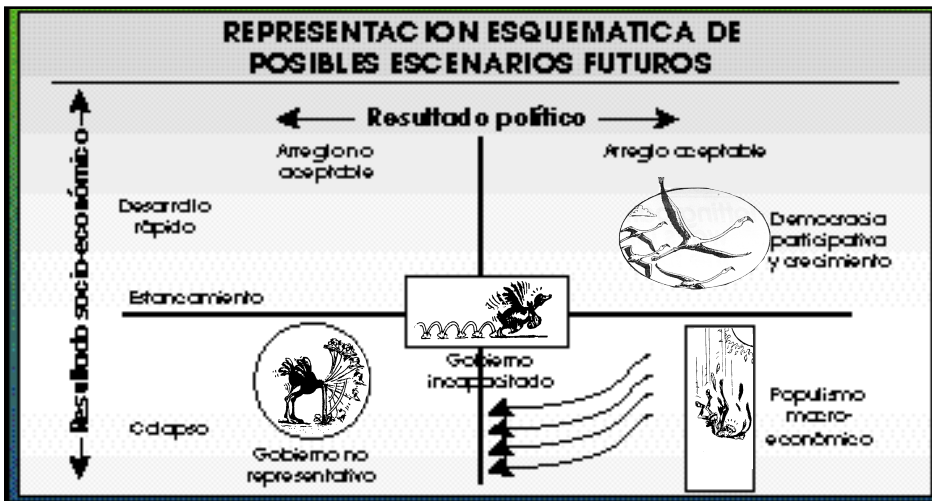 REPRESENTACION ESQUEMATICA DE
POSIBLES ESCENARIOS FUTUROS
Resultado político
Resultado socio-económico
Arreglo no
aceptable
Arreglo aceptable
Desarrollo
rápido
Democracia
participativa
y crecimiento
Estancamiento
Gobierno
incapacitado
Colapso
Gobierno no
representativo
Populismo
macro-
económico